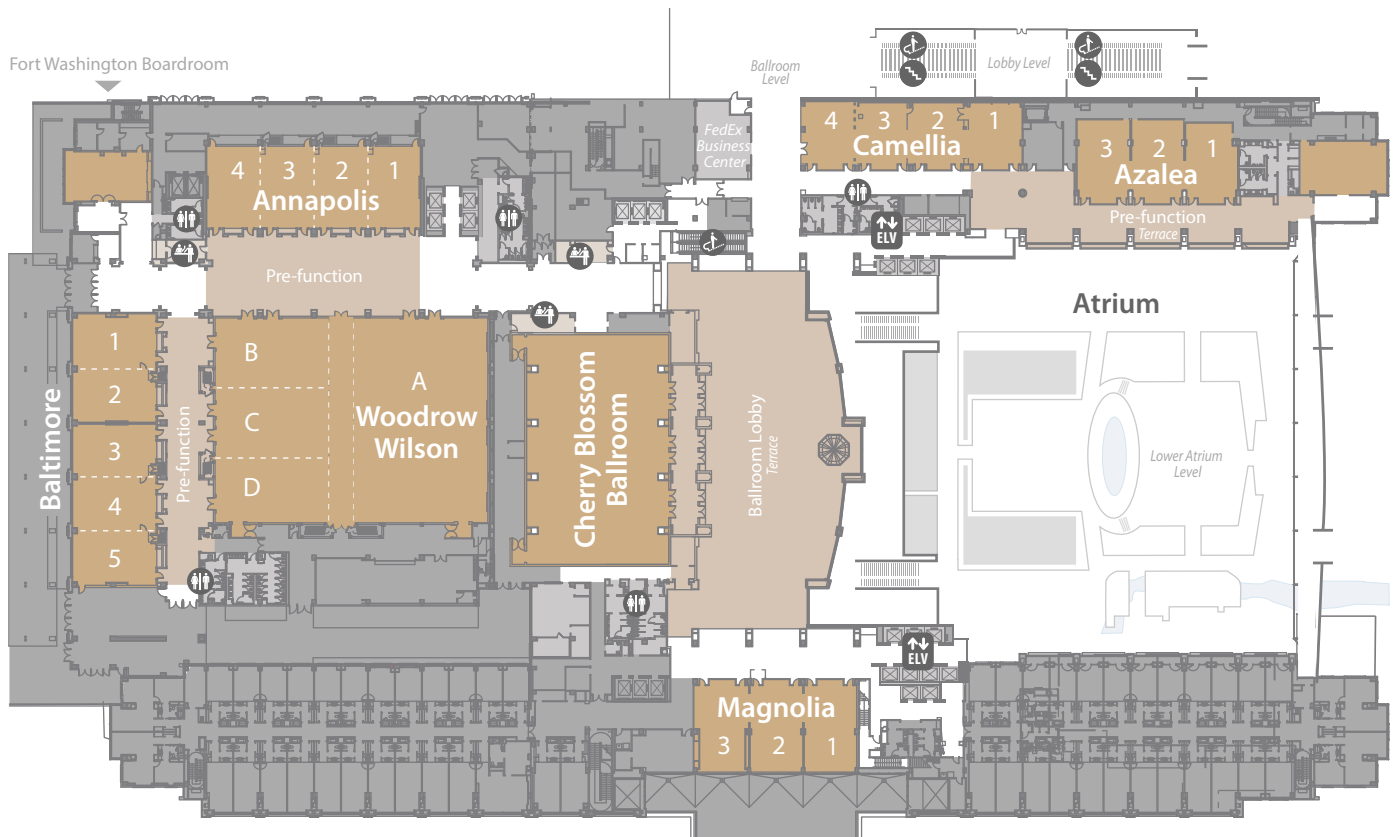 Fort Washington Boardroom
Ballroom
Level
Lobby Level
FedEx
Business
Center
4 3 2 1
Camellia
3 2 1
Azalea
4 3 2 1
Annapolis
Pre-function
Terrace
ELV
Pre-function
Atrium
Baltimore
1
2
3
4
5
Pre-function
B
C
D
A
Woodrow
Wilson
Cherry Blossom
Ballroom
Ballroom Lobby
Terrace
Lower Atrium
Level
ELV
Magnolia
3 2 1